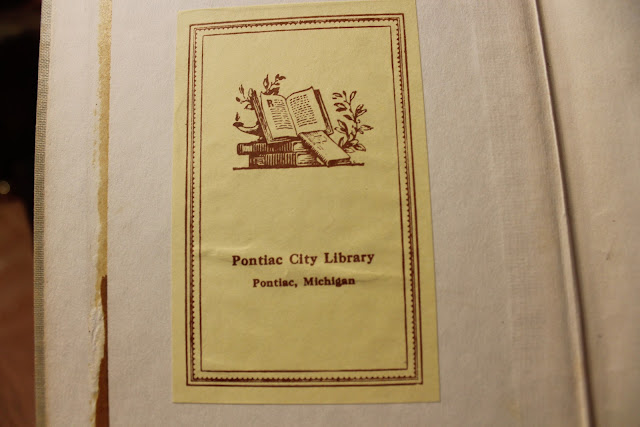 Pontiac City Library
Pontiac, Michigan